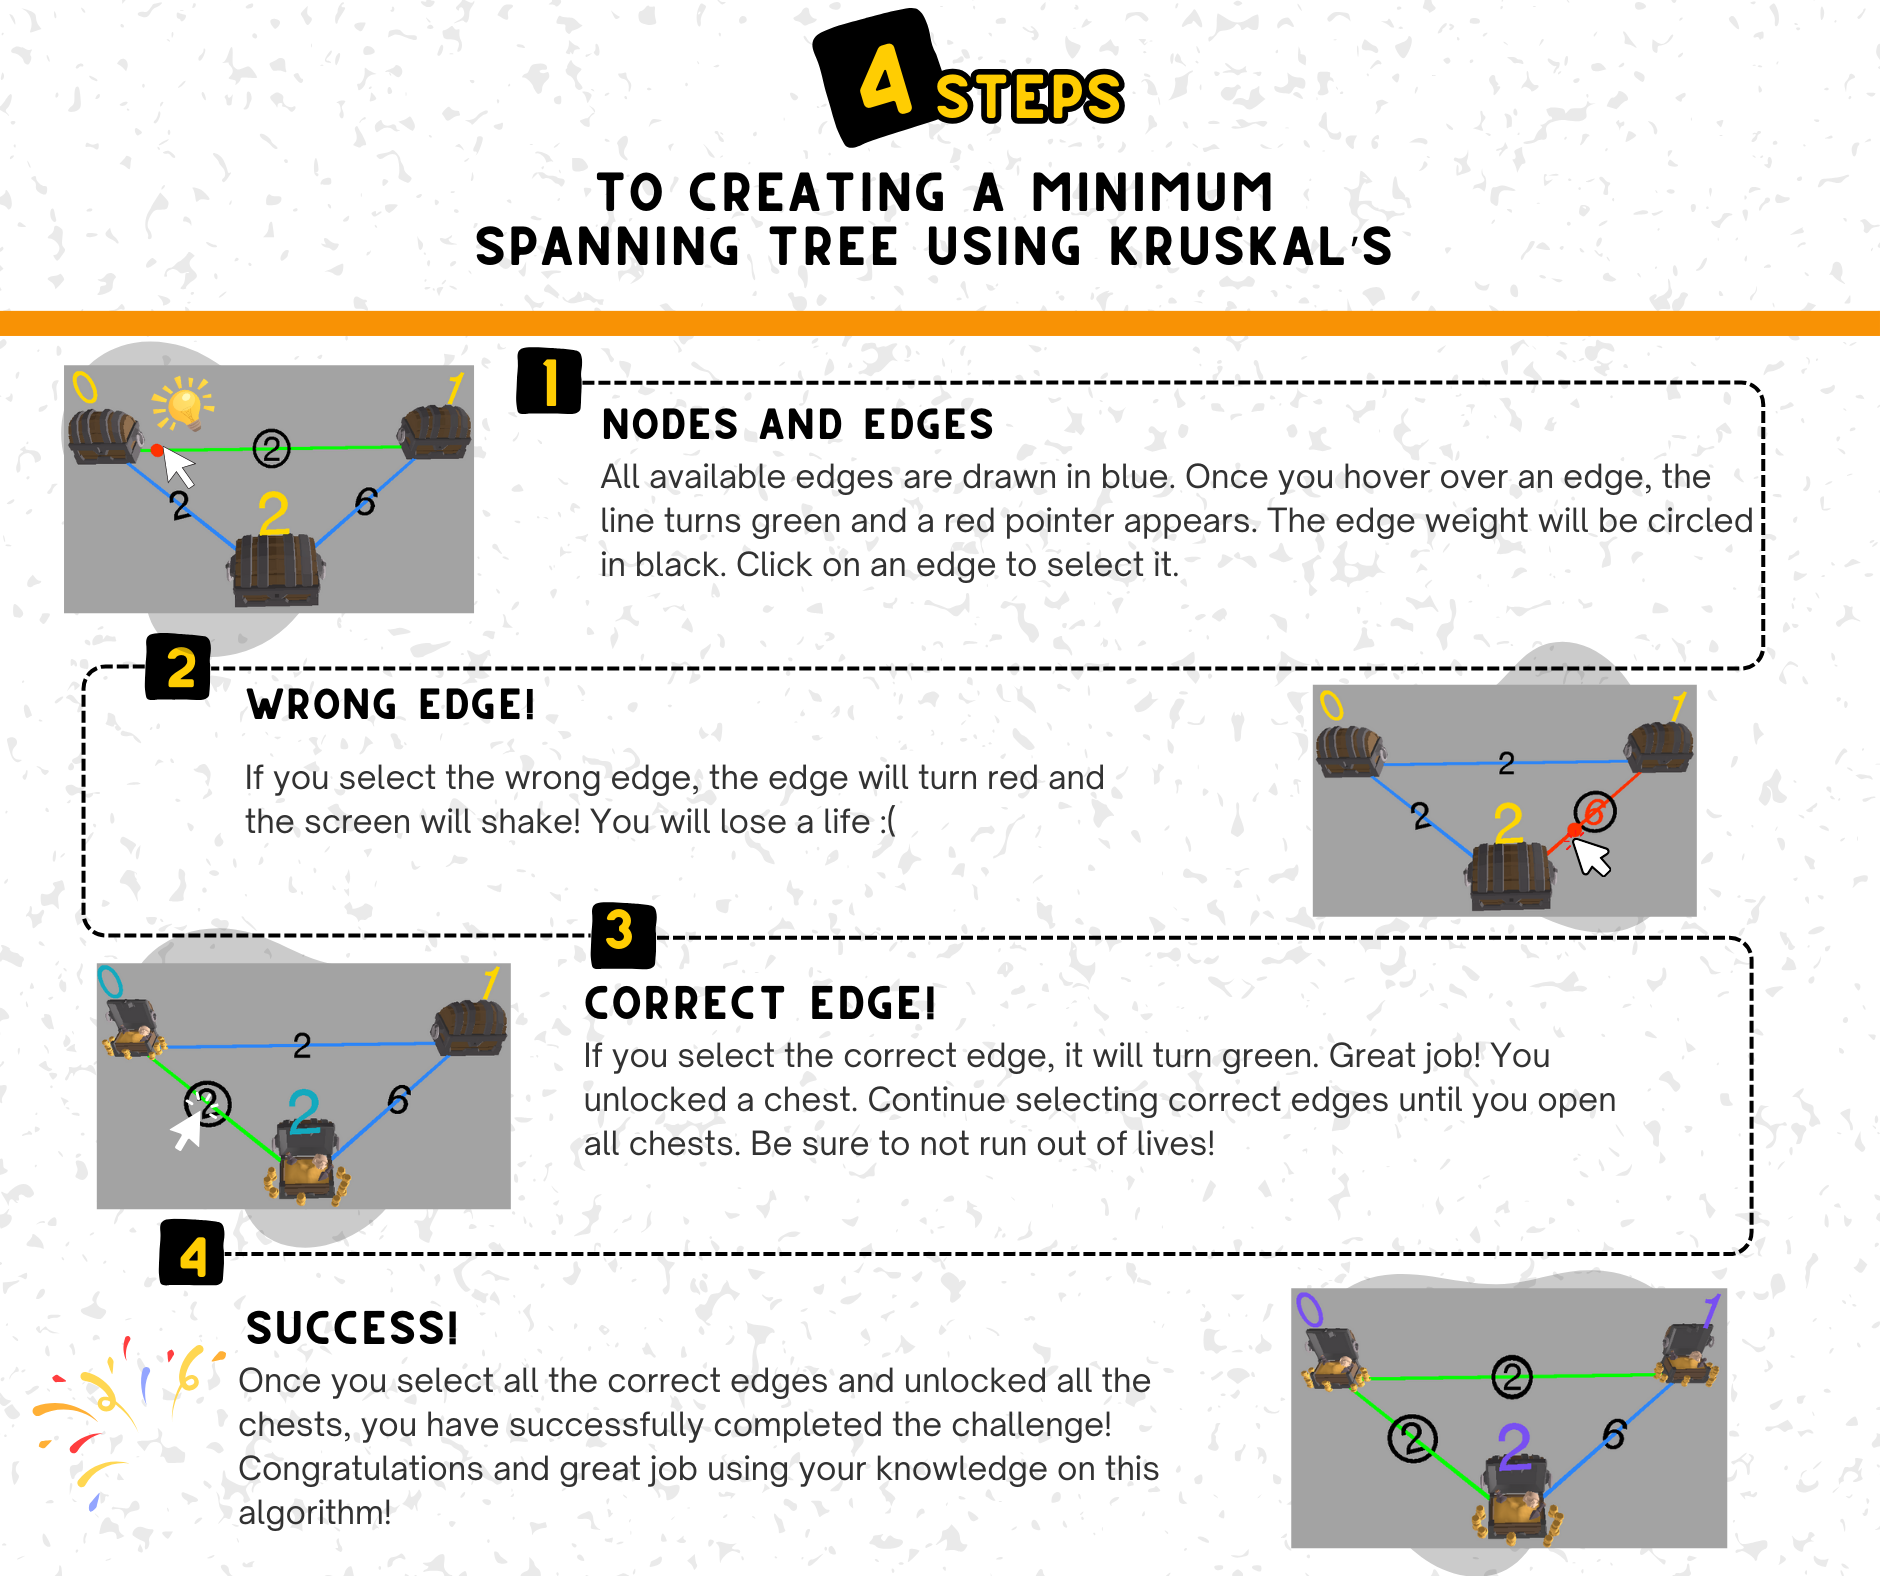 4 STEPS
TO CREATING A MINIMUM
SPANNING TREE USING KRUSKAL'S
0
1
2
2
6
2
1
NODES AND EDGES
All available edges are drawn in blue. Once you hover over an edge, the
line turns green and a red pointer appears. The edge weight will be circled
in black. Click on an edge to select it.
2
WRONG EDGE!
If you select the wrong edge, the edge will turn red and
the screen will shake! You will lose a life :(
0
1
2
2
2
6
3
0
1
2
2
2
6
CORRECT EDGE!
If you select the correct edge, it will turn green. Great job! You
unlocked a chest. Continue selecting correct edges until you open
all chests. Be sure to not run out of lives!
4
SUCCESS!
Once you select all the correct edges and unlocked all the
chests, you have successfully completed the challenge!
Congratulations and great job using your knowledge on this
algorithm!
0
1
2
2
2
6